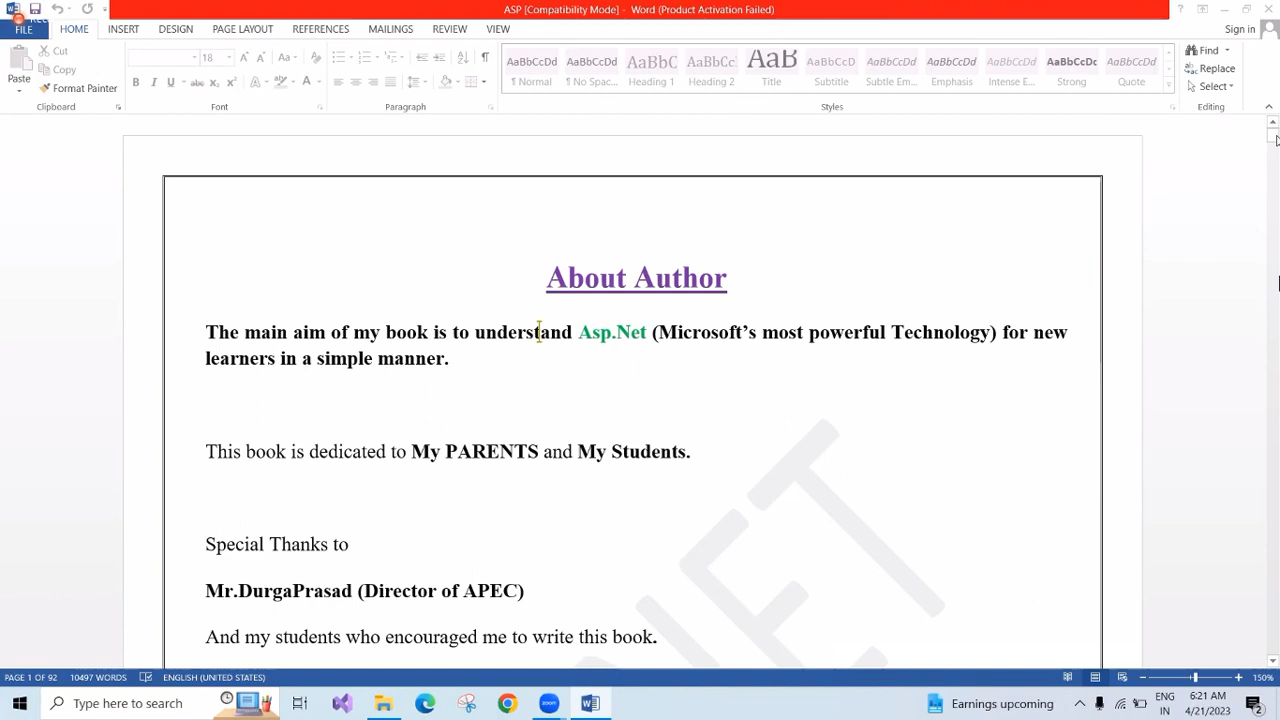 ASP [Compatibility Mode] - Word (Product Activation Failed)
FILE HOME INSERT DESIGN PAGE LAYOUT REFERENCES MAILINGS REVIEW VIEW Sign in
Paste Cut Copy Format Painter
18 Aa
B I U abc X₂ X² A A
AaBbCcDd AaBbCcDd AaBbC AaBbCc AaB AaBbCcD AaBbCcDd AaBbCcDd AaBbCcDd AaBbCcDd AaBbCcDd
¶ Normal ¶ No Spac... Heading 1 Heading 2 Title Subtitle Subtle Em... Emphasis Intense E... Strong Quote
Find Replace Select
Clipboard Font Paragraph Styles Editing
About Author
The main aim of my book is to understand Asp.Net (Microsoft’s most powerful Technology) for new
learners in a simple manner.
This book is dedicated to My PARENTS and My Students.
Special Thanks to
Mr.DurgaPrasad (Director of APEC)
And my students who encouraged me to write this book.
PAGE 1 OF 92 10497 WORDS ENGLISH (UNITED STATES) 150%
Type here to search Earnings upcoming ENG IN 6:21 AM 4/21/2023 2